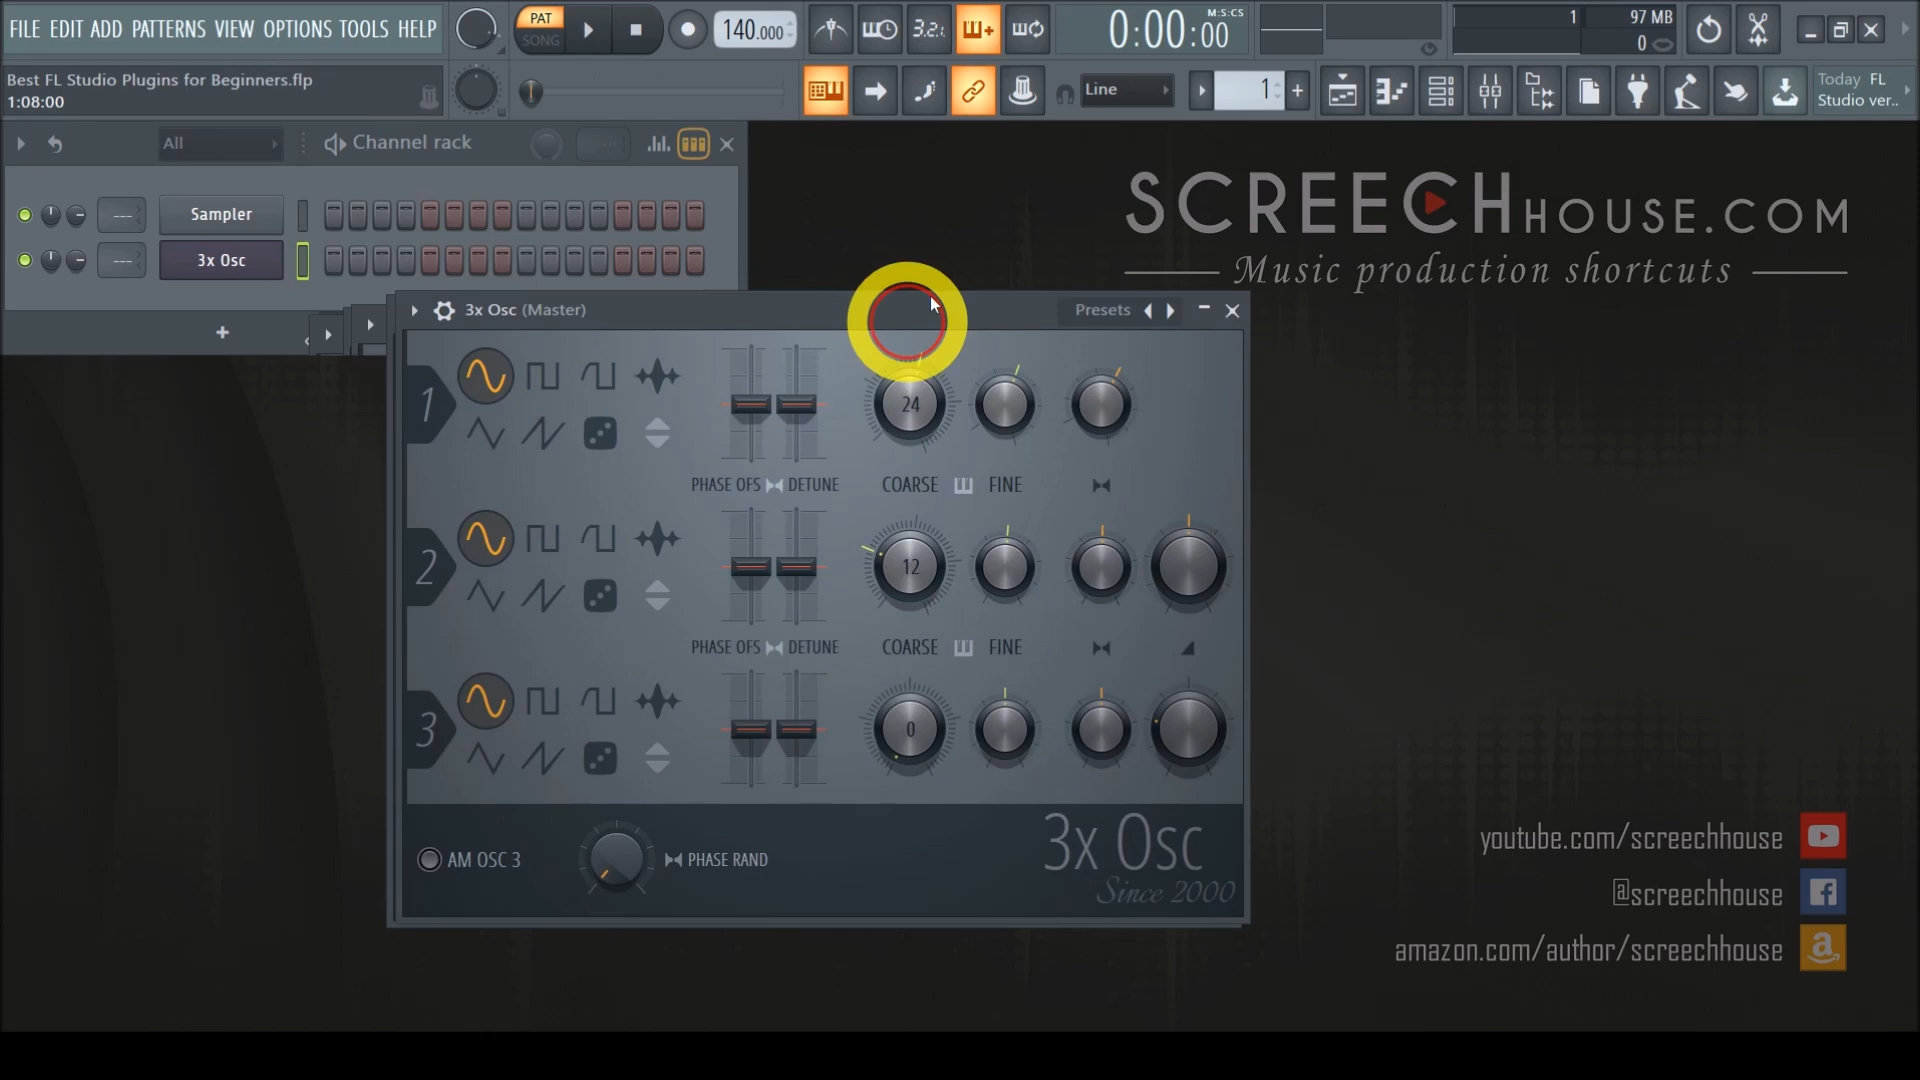 FILE EDIT ADD PATTERNS VIEW OPTIONS TOOLS HELP
PAT
SONG
140.000
3.2.1
0:00:00
M:S:CS
1
97 MB
0
Best FL Studio Plugins for Beginners.flp
1:08:00
Line
1
+
Today FL
Studio ver..
All
Channel rack
---
Sampler
---
3x Osc
+
SCREECHHOUSE.COM
Music production shortcuts
3x Osc (Master)
Presets
1
24
PHASE OFS DETUNE
COARSE FINE
2
12
PHASE OFS DETUNE
COARSE FINE
3
0
AM OSC 3
PHASE RAND
3x Osc
Since 2000
youtube.com/screechhouse
@screechhouse
amazon.com/author/screechhouse